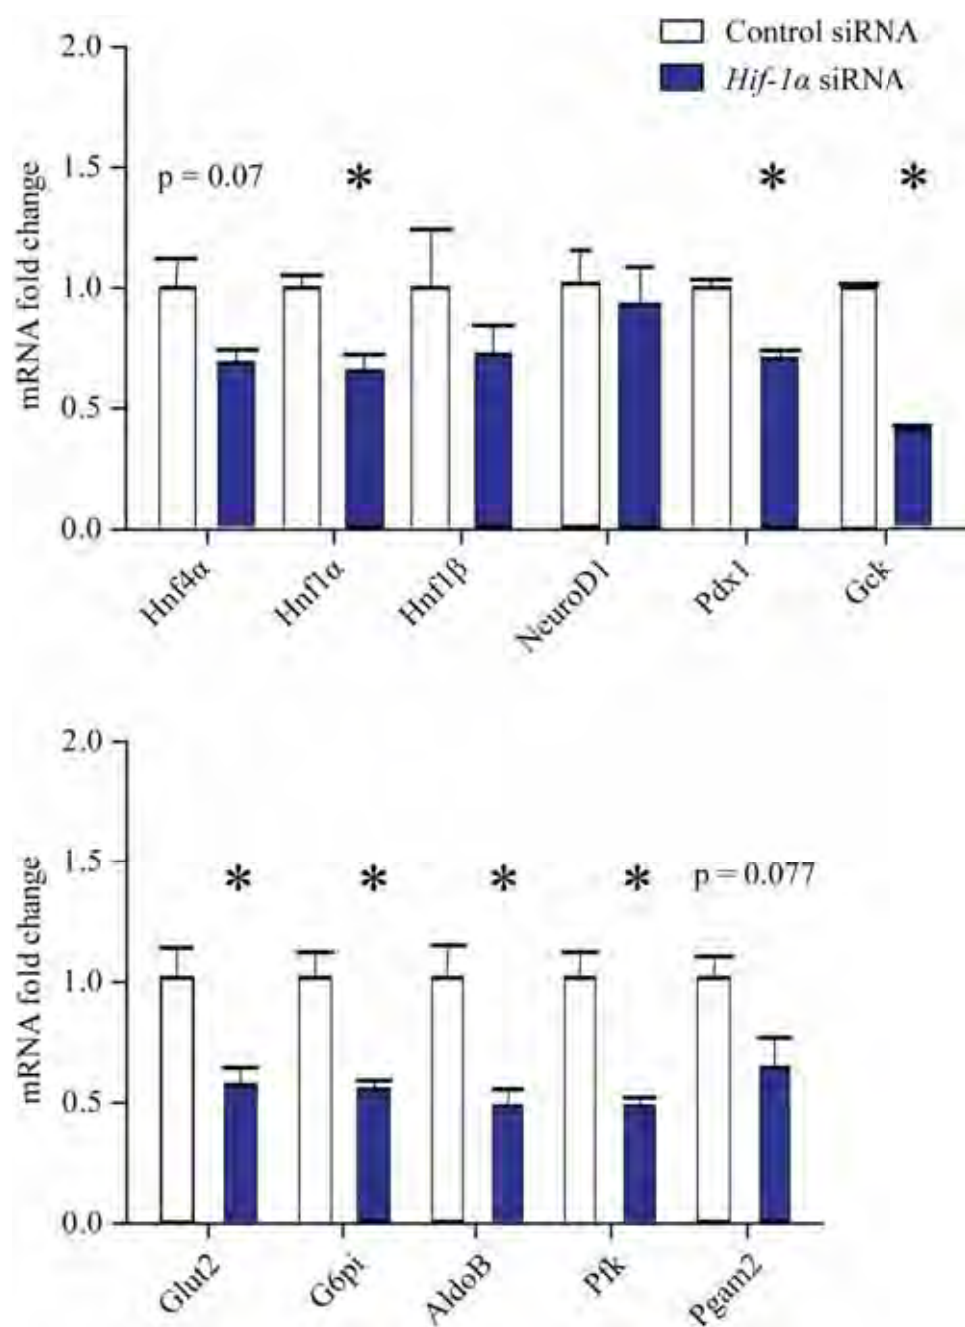 Control siRNA
Hif-1α siRNA
2.0
1.5
1.0
0.5
0.0
mRNA fold change
p = 0.07
*
*
*
Hnf4α
Hnf1α
Hnf1β
NeuroD1
Pdx1
Gck
2.0
1.5
1.0
0.5
0.0
mRNA fold change
*
*
*
*
p = 0.077
Glut2
G6pi
AldoB
Pfk
Pgam2